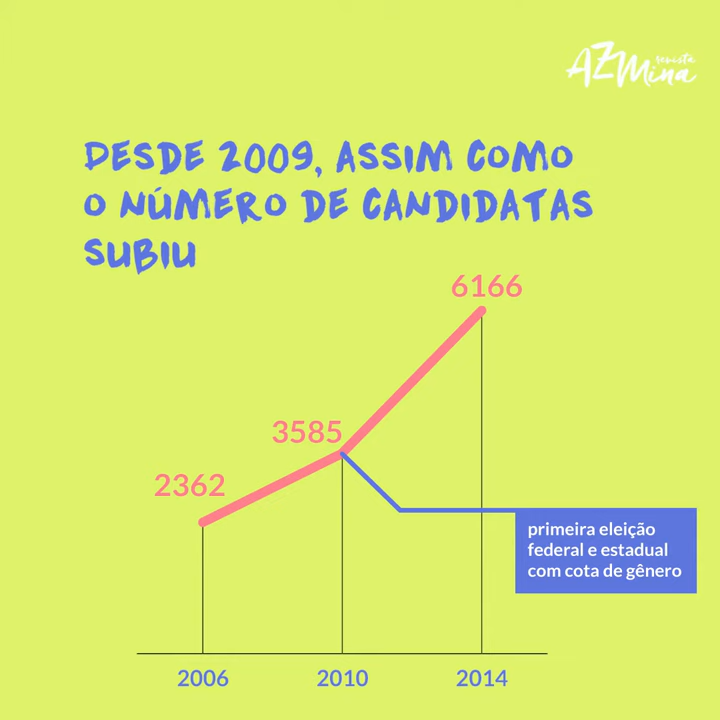 revista
AZMina
DESDE 2009, ASSIM COMO
O NÚMERO DE CANDIDATAS
SUBIU
6166
3585
2362
primeira eleição
federal e estadual
com cota de gênero
2006 2010 2014